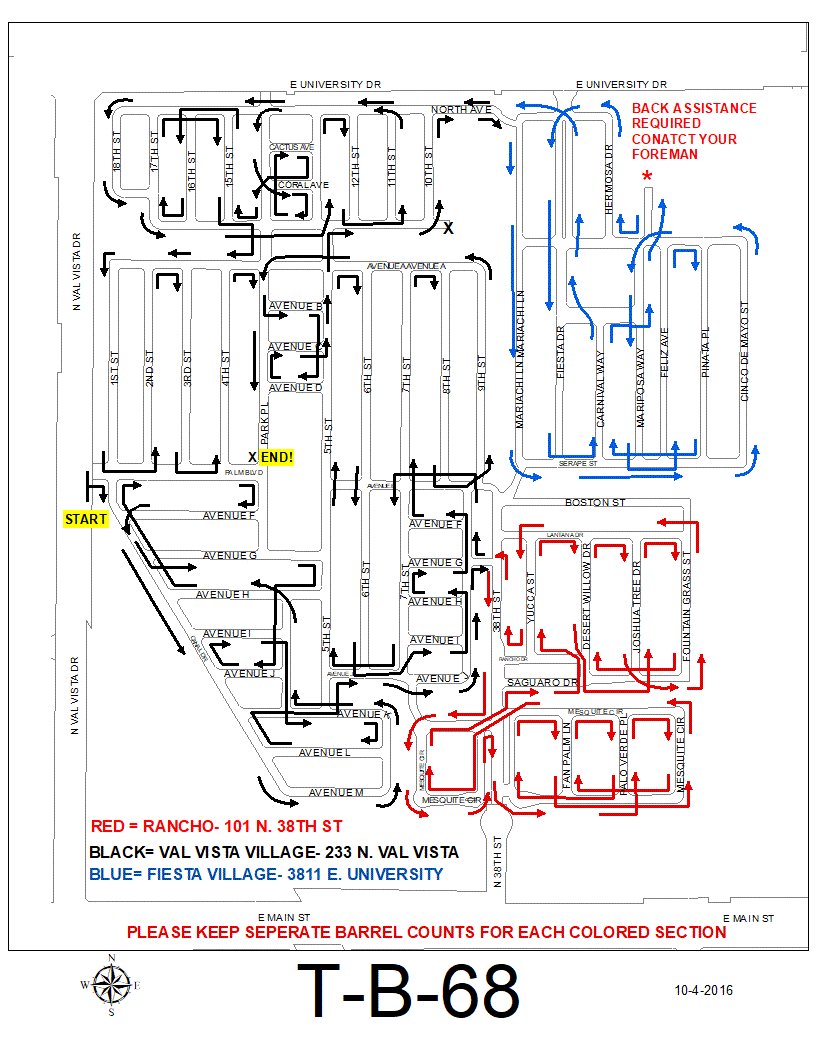 E UNIVERSITY DR
E UNIVERSITY DR
NORTH AVE
BACK ASSISTANCE
REQUIRED
CONATCT YOUR
FOREMAN
*
18TH ST
17TH ST
16TH ST
15TH ST
CACTUS AVE
CORAL AVE
12TH ST
11TH ST
10TH ST
HERMOSA DR
X
N VAL VISTA DR
AVENUE A
AVENUE A
AVENUE B
AVENUE C
AVENUE D
1ST ST
2ND ST
3RD ST
4TH ST
PARK PL
5TH ST
6TH ST
7TH ST
8TH ST
9TH ST
MARIACHI LN
MARIACHI LN
FIESTA DR
CARNIVAL WAY
MARIPOSA WAY
FELIZ AVE
PINATA PL
CINCO DE MAYO ST
X END!
PALM BLVD
SERAPE ST
START
AVENUE F
AVENUE G
AVENUE H
AVENUE I
AVENUE J
AVENUE K
AVENUE L
AVENUE M
5TH ST
6TH ST
7TH ST
AVENUE F
AVENUE G
AVENUE H
AVENUE I
AVENUE J
BOSTON ST
LANTANA DR
38TH ST
YUCCA ST
DESERT WILLOW DR
JOSHUA TREE DR
FOUNTAIN GRASS ST
RANCHO DR
SAGUARO DR
MESQUITE CIR
MESQUITE CIR
FAN PALM LN
PALO VERDE PL
MESQUITE CIR
MESQUITE CIR
N VAL VISTA DR
N 38TH ST
RED = RANCHO- 101 N. 38TH ST
BLACK= VAL VISTA VILLAGE- 233 N. VAL VISTA
BLUE= FIESTA VILLAGE- 3811 E. UNIVERSITY
E MAIN ST
E MAIN ST
PLEASE KEEP SEPERATE BARREL COUNTS FOR EACH COLORED SECTION
N
W E
S
T-B-68
10-4-2016